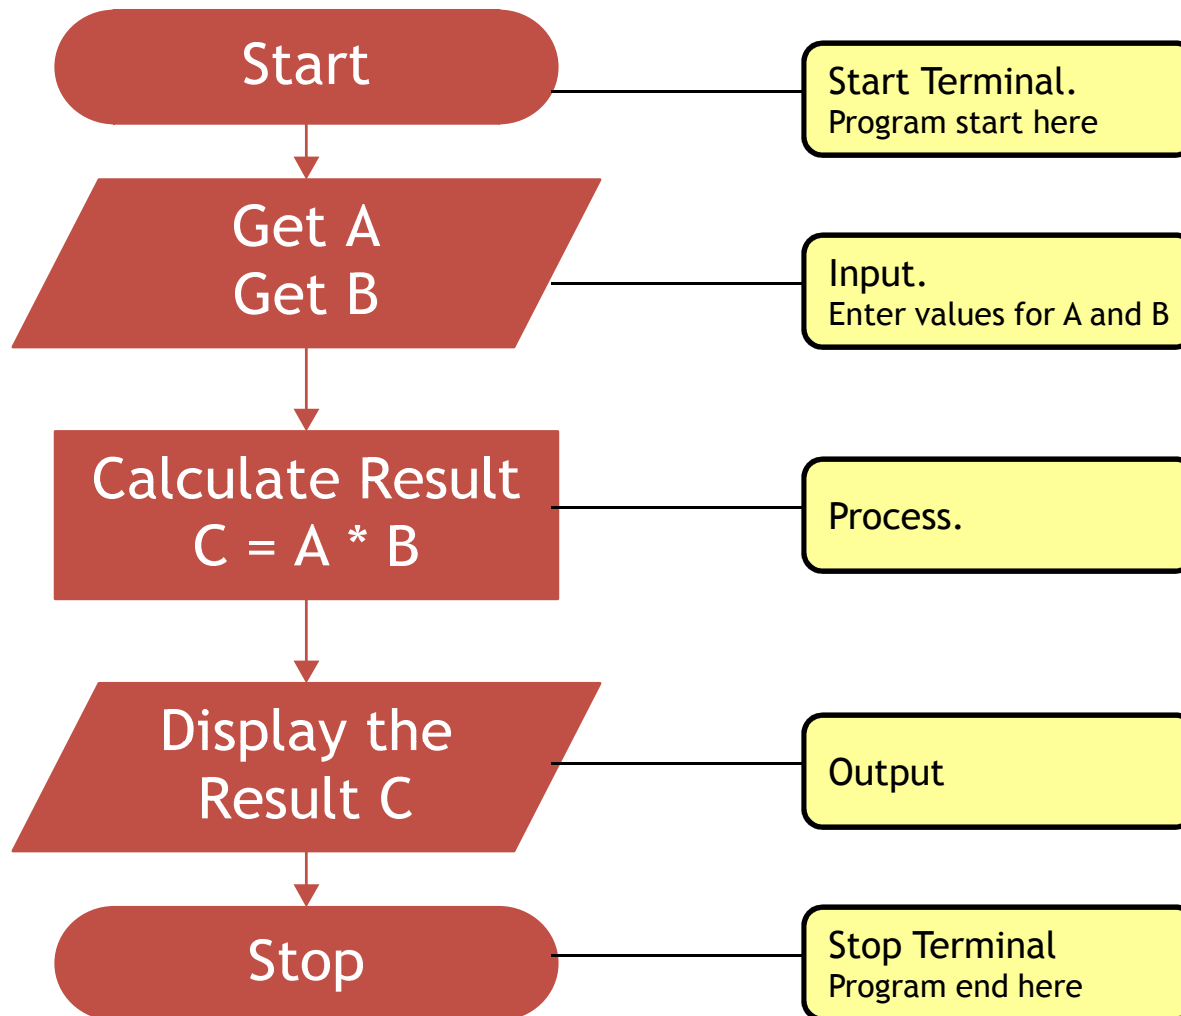 Start
Start Terminal.
Program start here
Get A
Get B
Input.
Enter values for A and B
Calculate Result
C = A * B
Process.
Display the
Result C
Output
Stop
Stop Terminal
Program end here